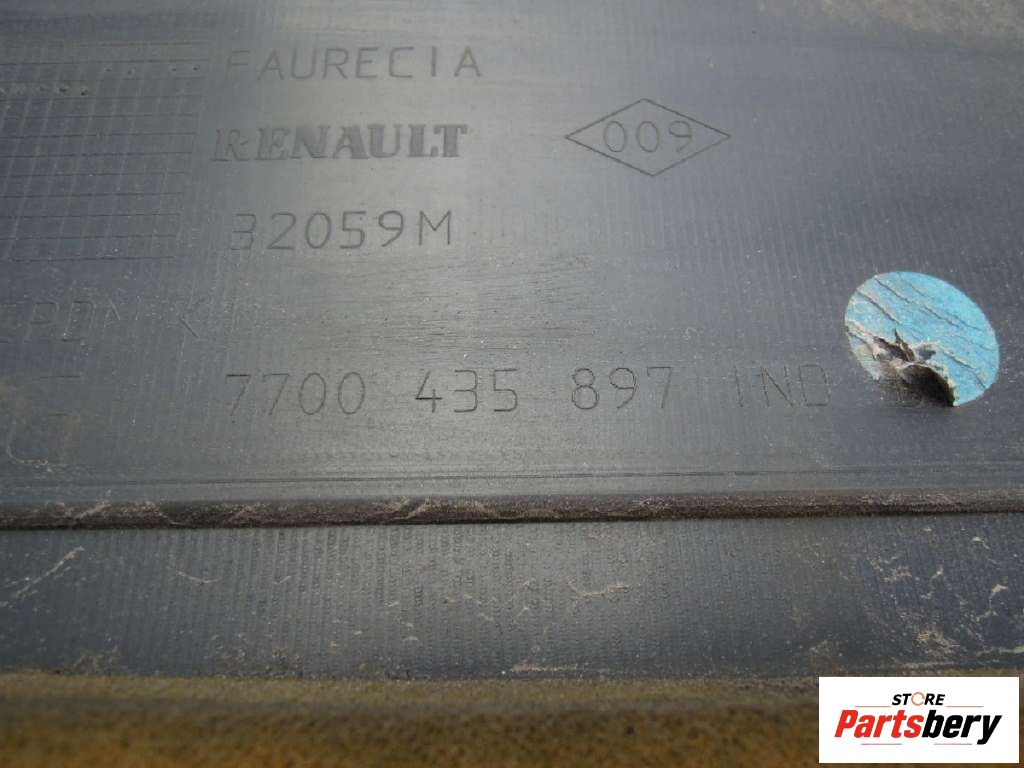 FAURECIA
RENAULT
009
32059M
7700 435 897 IND
STORE
Partsbery